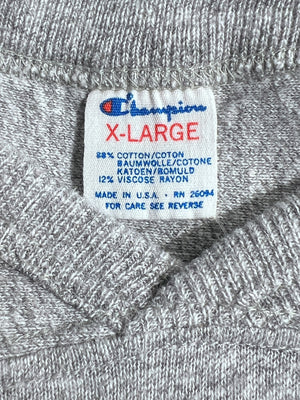 Champion
X-LARGE
88% COTTON/COTON
BAUMWOLLE/COTONE
KATOEN/BOMULD
12% VISCOSE RAYON
MADE IN U.S.A. · RN 26094
FOR CARE SEE REVERSE